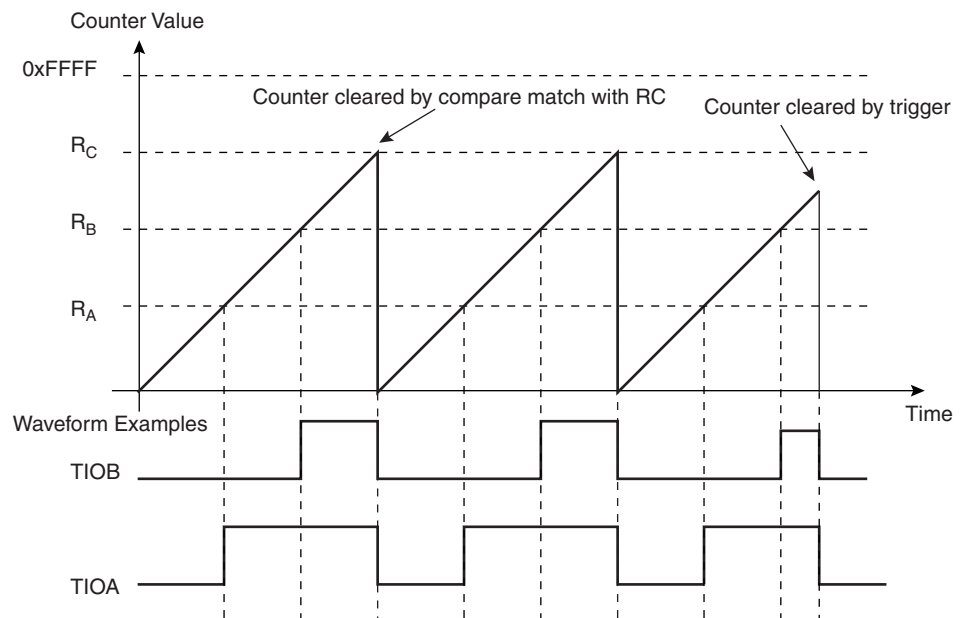 Counter Value
0xFFFF
Counter cleared by compare match with RC
Counter cleared by trigger
RC
RB
RA
Time
Waveform Examples
TIOB
TIOA